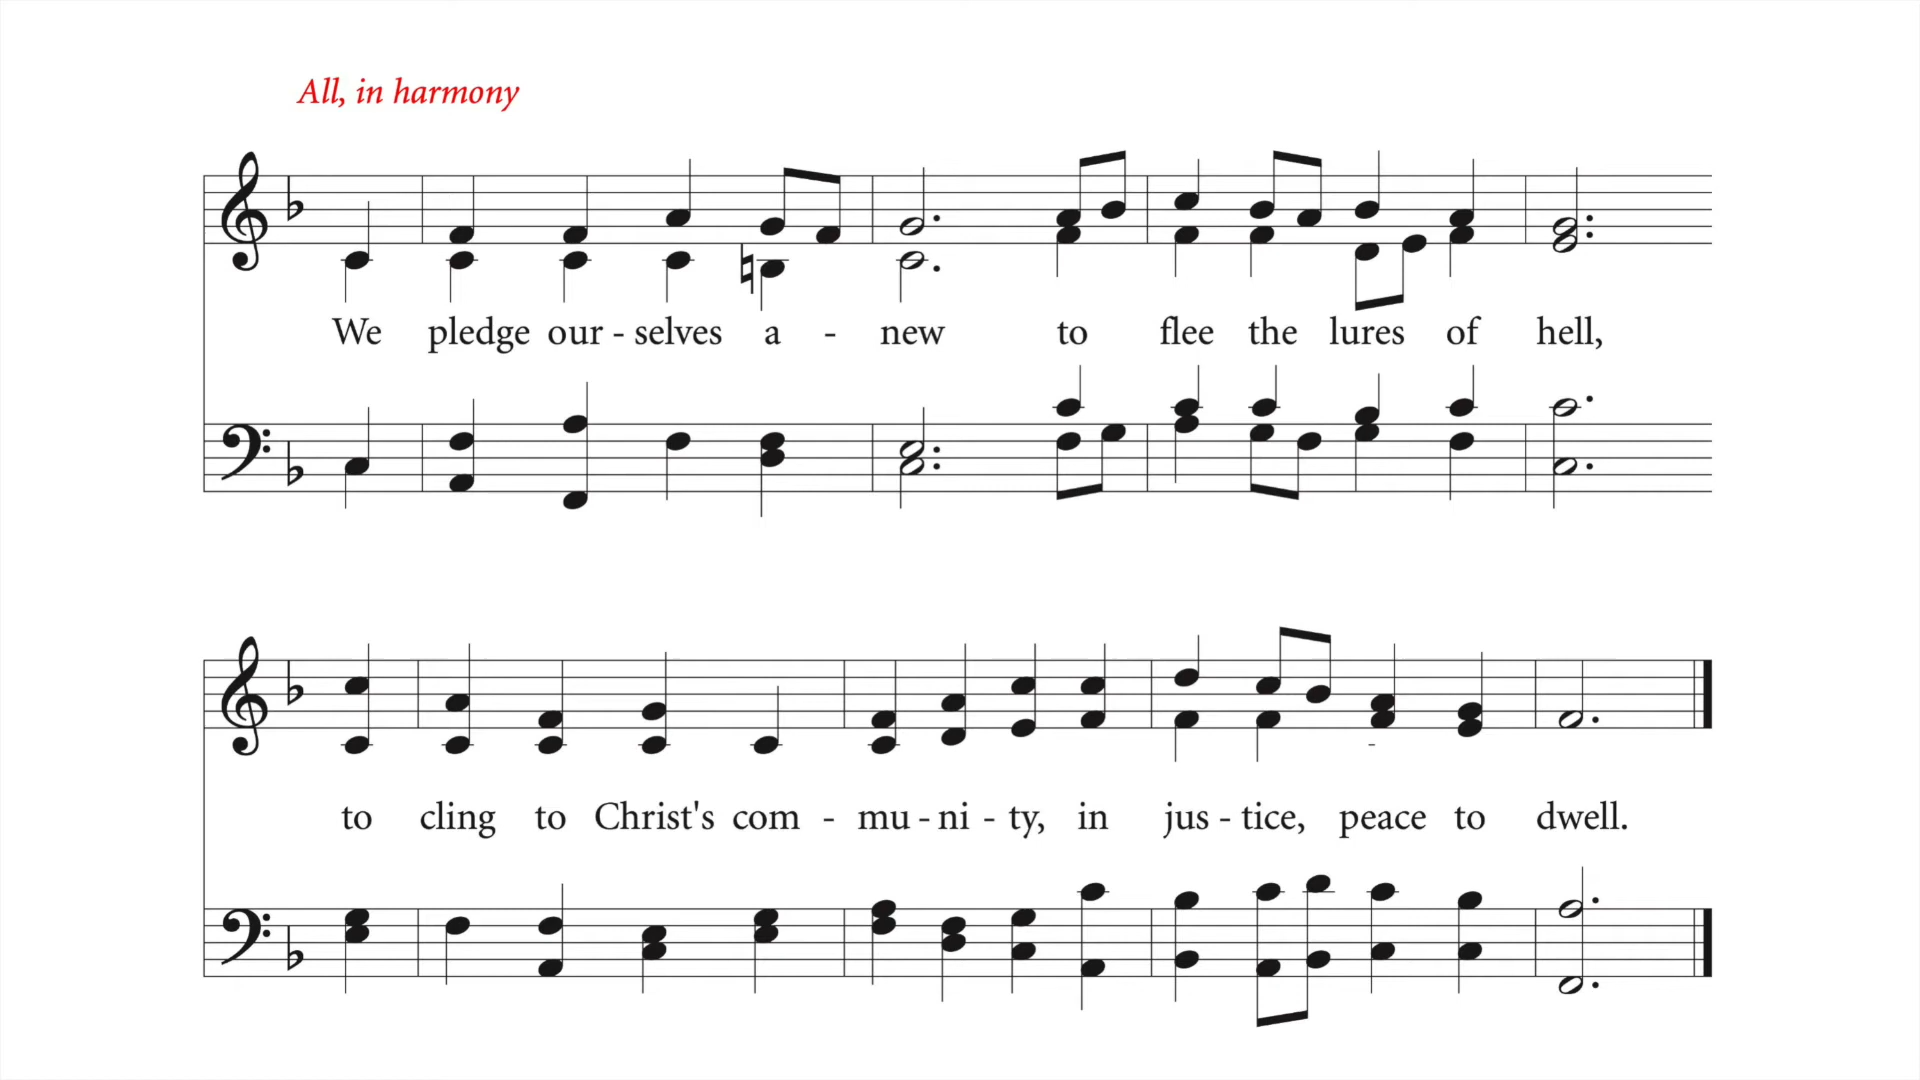 All, in harmony
We pledge our - selves a - new to flee the lures of hell,
to cling to Christ's com - mu - ni - ty, in jus - tice, peace to dwell.